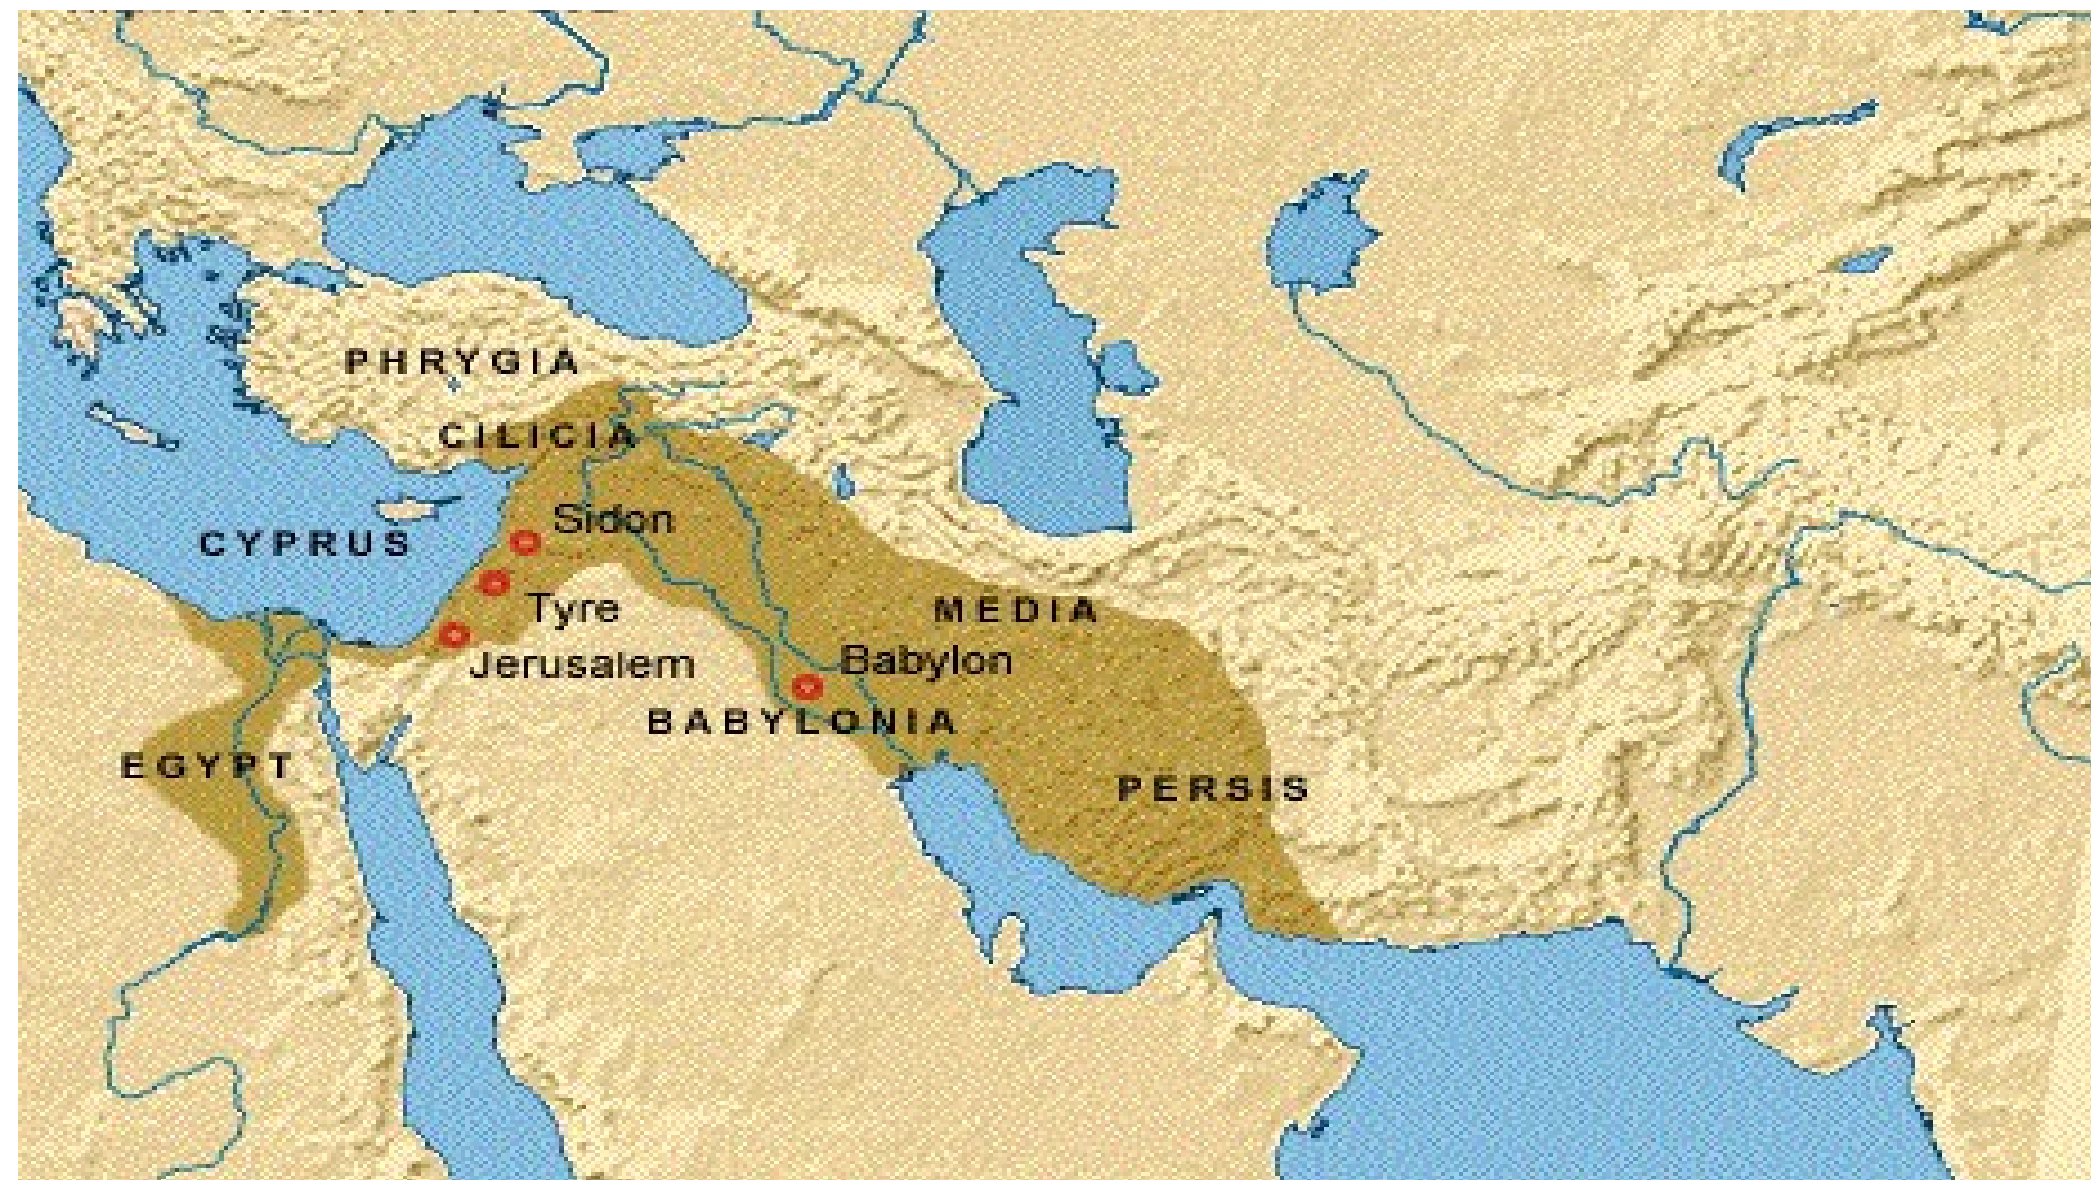 PHRYGIA
CILICIA
Sidon
CYPRUS
Tyre
MEDIA
Jerusalem
Babylon
BABYLONIA
EGYPT
PERSIS